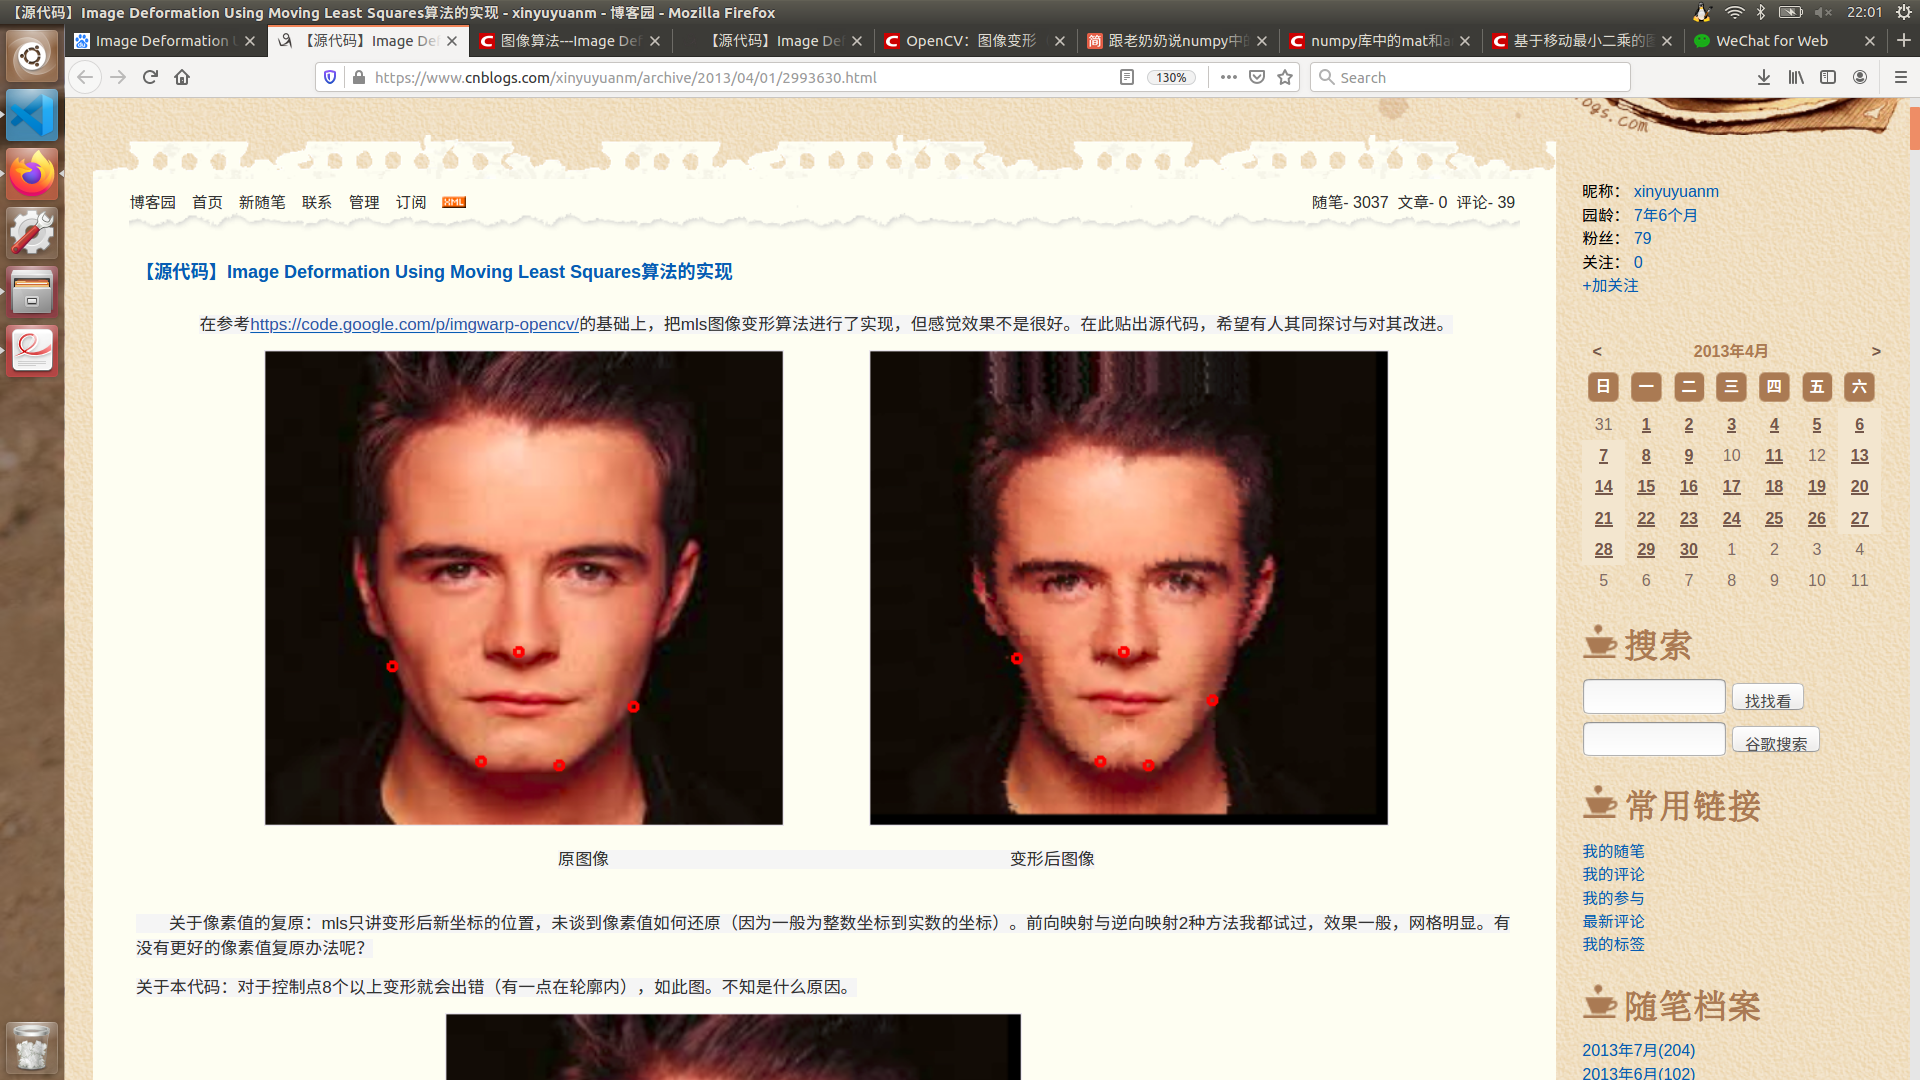 【源代码】Image Deformation Using Moving Least Squares算法的实现 - xinyuyuanm - 博客园 - Mozilla Firefox
22:01
Image Deformation
【源代码】Image De
图像算法---Image De
【源代码】Image De
OpenCV：图像变形
跟老奶奶说numpy中
numpy库中的mat和a
基于移动最小二乘的
WeChat for Web
https://www.cnblogs.com/xinyuyuanm/archive/2013/04/01/2993630.html
130%
Search
ogs.com
博客园 首页 新随笔 联系 管理 订阅 XML
随笔- 3037 文章- 0 评论- 39
【源代码】Image Deformation Using Moving Least Squares算法的实现
在参考https://code.google.com/p/imgwarp-opencv/的基础上，把mls图像变形算法进行了实现，但感觉效果不是很好。在此贴出源代码，希望有人其同探讨与对其改进。
原图像 变形后图像
关于像素值的复原：mls只讲变形后新坐标的位置，未谈到像素值如何还原（因为一般为整数坐标到实数的坐标）。前向映射与逆向映射2种方法我都试过，效果一般，网格明显。有
没有更好的像素值复原办法呢？
关于本代码：对于控制点8个以上变形就会出错（有一点在轮廓内），如此图。不知是什么原因。
昵称： xinyuyuanm
园龄： 7年6个月
粉丝： 79
关注： 0
+加关注
< 2013年4月 >
日 一 二 三 四 五 六
31 1 2 3 4 5 6
7 8 9 10 11 12 13
14 15 16 17 18 19 20
21 22 23 24 25 26 27
28 29 30 1 2 3 4
5 6 7 8 9 10 11
搜索
找找看
谷歌搜索
常用链接
我的随笔
我的评论
我的参与
最新评论
我的标签
随笔档案
2013年7月(204)
2013年6月(102)